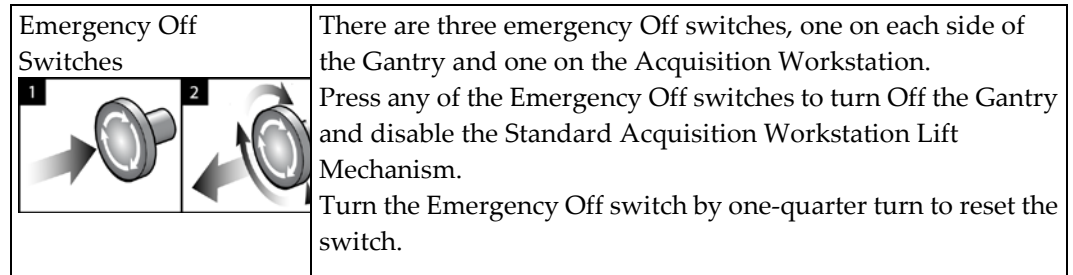 Emergency Off
Switches
1
2
There are three emergency Off switches, one on each side of
the Gantry and one on the Acquisition Workstation.
Press any of the Emergency Off switches to turn Off the Gantry
and disable the Standard Acquisition Workstation Lift
Mechanism.
Turn the Emergency Off switch by one-quarter turn to reset the
switch.